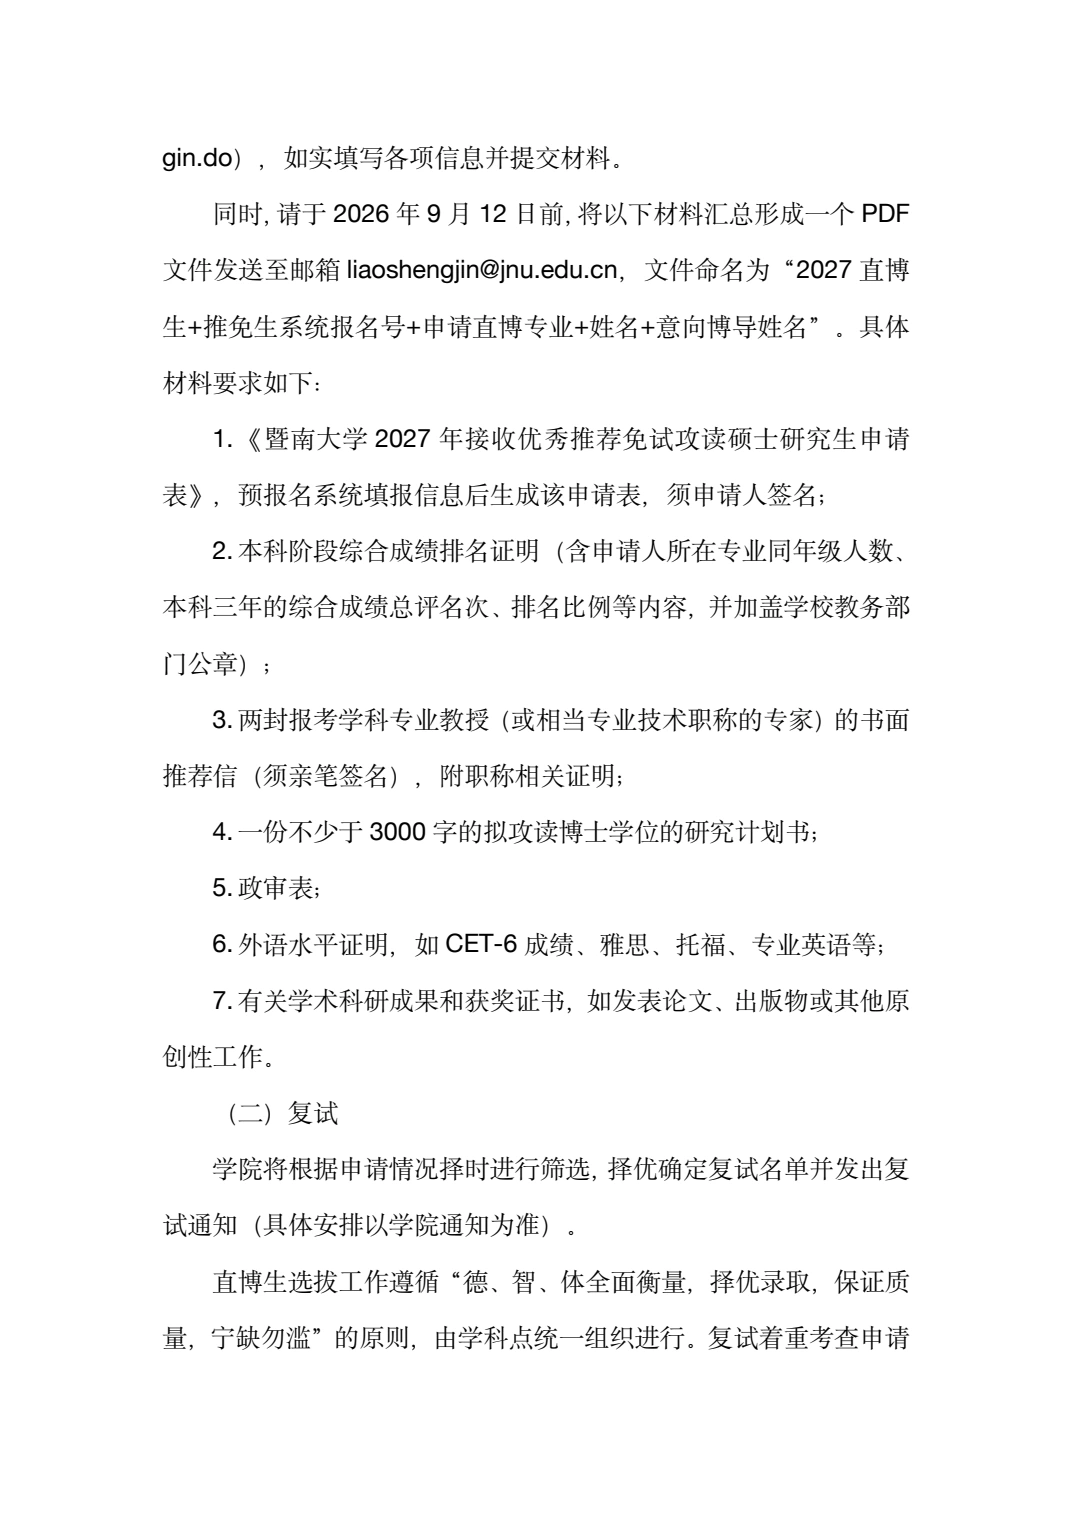 gin.do），如实填写各项信息并提交材料。
同时，请于 2026 年 9 月 12 日前，将以下材料汇总形成一个 PDF
文件发送至邮箱 liaoshengjin@jnu.edu.cn，文件命名为“2027 直博
生+推免生系统报名号+申请直博专业+姓名+意向博导姓名”。具体
材料要求如下：
1.《暨南大学 2027 年接收优秀推荐免试攻读硕士研究生申请
表》，预报名系统填报信息后生成该申请表，须申请人签名；
2. 本科阶段综合成绩排名证明（含申请人所在专业同年级人数、
本科三年的综合成绩总评名次、排名比例等内容，并加盖学校教务部
门公章）；
3. 两封报考学科专业教授（或相当专业技术职称的专家）的书面
推荐信（须亲笔签名），附职称相关证明；
4. 一份不少于 3000 字的拟攻读博士学位的研究计划书；
5. 政审表；
6. 外语水平证明，如 CET-6 成绩、雅思、托福、专业英语等；
7. 有关学术科研成果和获奖证书，如发表论文、出版物或其他原
创性工作。
（二）复试
学院将根据申请情况择时进行筛选，择优确定复试名单并发出复
试通知（具体安排以学院通知为准）。
直博生选拔工作遵循“德、智、体全面衡量，择优录取，保证质
量，宁缺勿滥”的原则，由学科点统一组织进行。复试着重考查申请